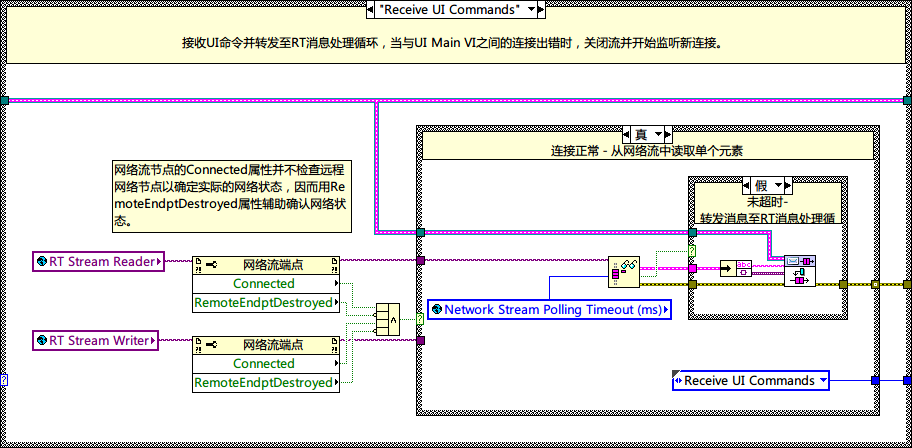 "Receive UI Commands"
接收UI命令并转发至RT消息处理循环，当与UI Main VI之间的连接出错时，关闭流并开始监听新连接。
真
连接正常 - 从网络流中读取单个元素
网络流节点的Connected属性并不检查远程
网络节点以确定实际的网络状态，因而用Re
moteEndptDestroyed属性辅助确认网络状
态。
假
未超时-
转发消息至RT消息处理循
RT Stream Reader
网络流端点
Connected
RemoteEndptDestroyed
abc
Network Stream Polling Timeout (ms)
RT Stream Writer
网络流端点
Connected
RemoteEndptDestroyed
Receive UI Commands